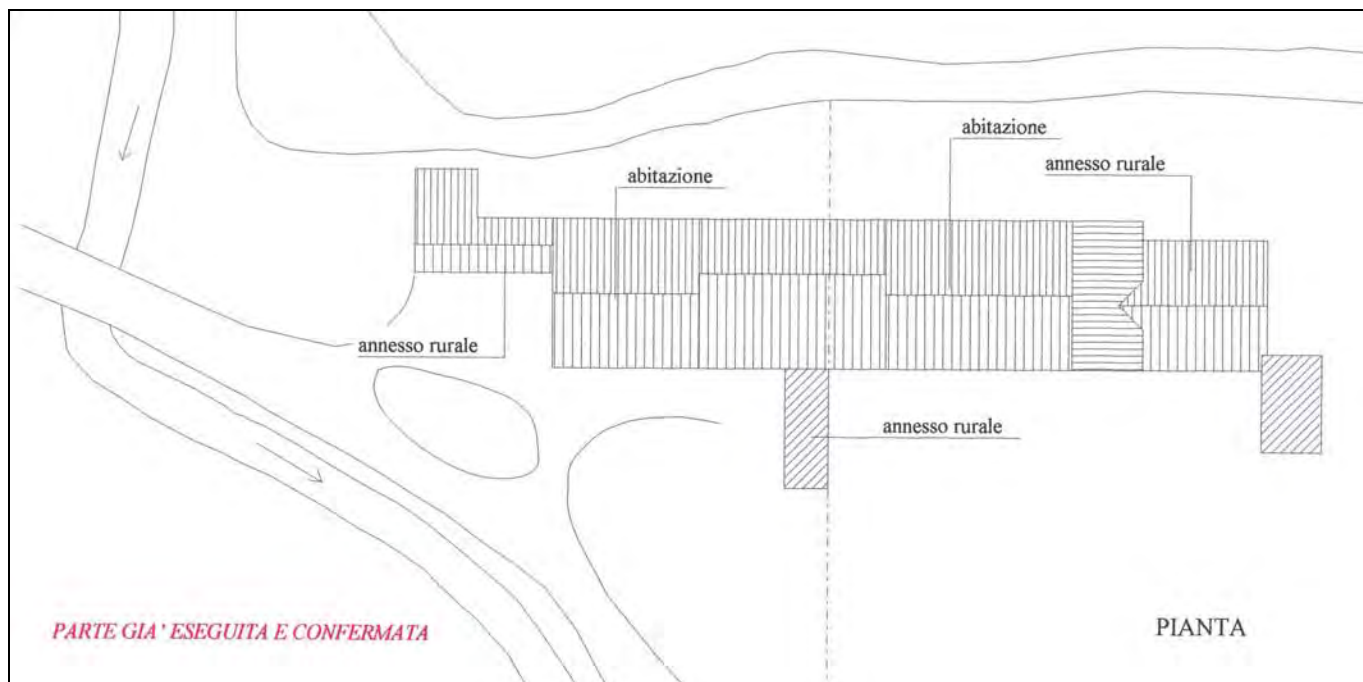 abitazione
abitazione
annesso rurale
annesso rurale
annesso rurale
PARTE GIA' ESEGUITA E CONFERMATA
PIANTA